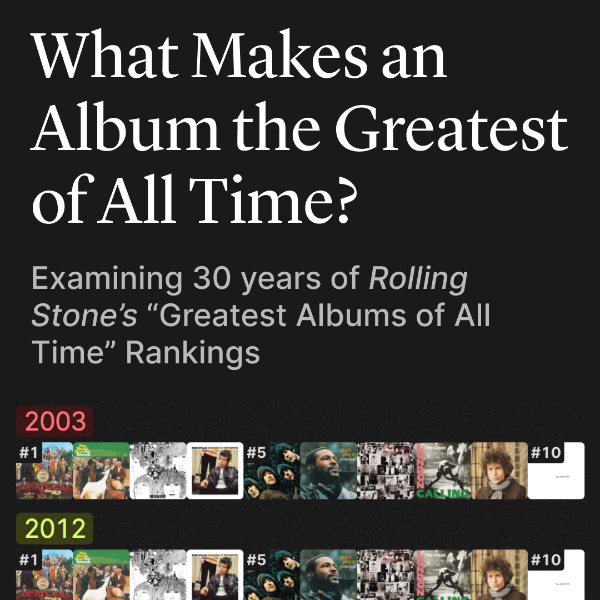 What Makes an
Album the Greatest
of All Time?
Examining 30 years of Rolling
Stone’s “Greatest Albums of All
Time” Rankings
2003
#1 #5 #10
CALLING
2012
#1 #5 #10